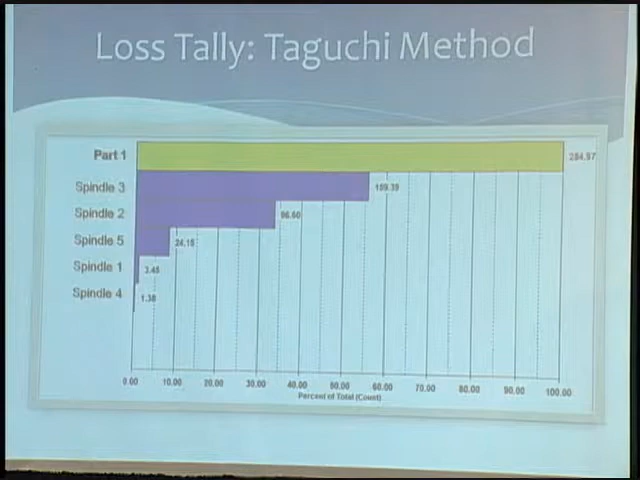 Loss Tally: Taguchi Method
Part 1 284.97
Spindle 3 159.39
Spindle 2 96.60
Spindle 5 24.15
Spindle 1 3.45
Spindle 4 1.38
0.00 10.00 20.00 30.00 40.00 50.00 60.00 70.00 80.00 90.00 100.00
Percent of Total (Count)